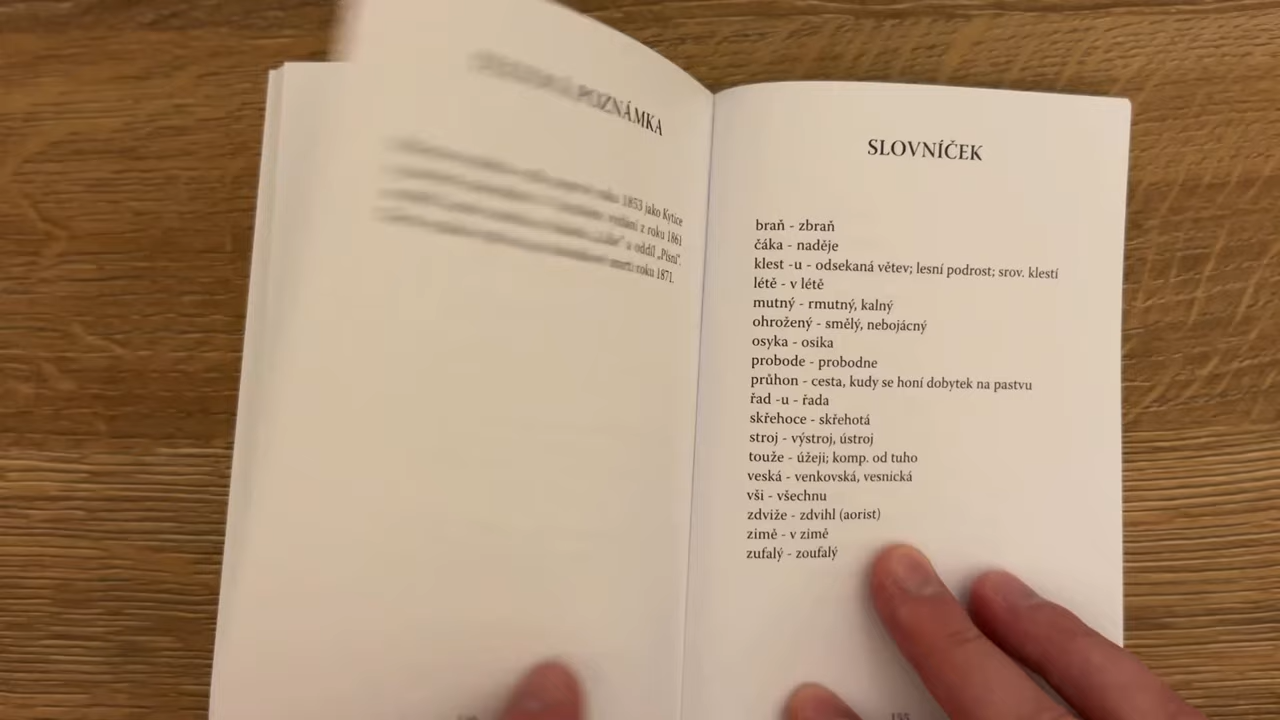 POZNÁMKA
1853 jako Kytice
vydání z roku 1861
a oddíl „Písní“.
smrti roku 1871.
SLOVNÍČEK
braň - zbraň
čáka - naděje
klest -u - odsekaná větev; lesní podrost; srov. klestí
létě - v létě
mutný - rmutný, kalný
ohrožený - smělý, nebojácný
osyka - osika
probode - probodne
průhon - cesta, kudy se honí dobytek na pastvu
řad -u - řada
skřehoce - skřehotá
stroj - výstroj, ústroj
touže - úžeji; komp. od tuho
veská - venkovská, vesnická
vši - všechnu
zdviže - zdvihl (aorist)
zimě - v zimě
zufalý - zoufalý